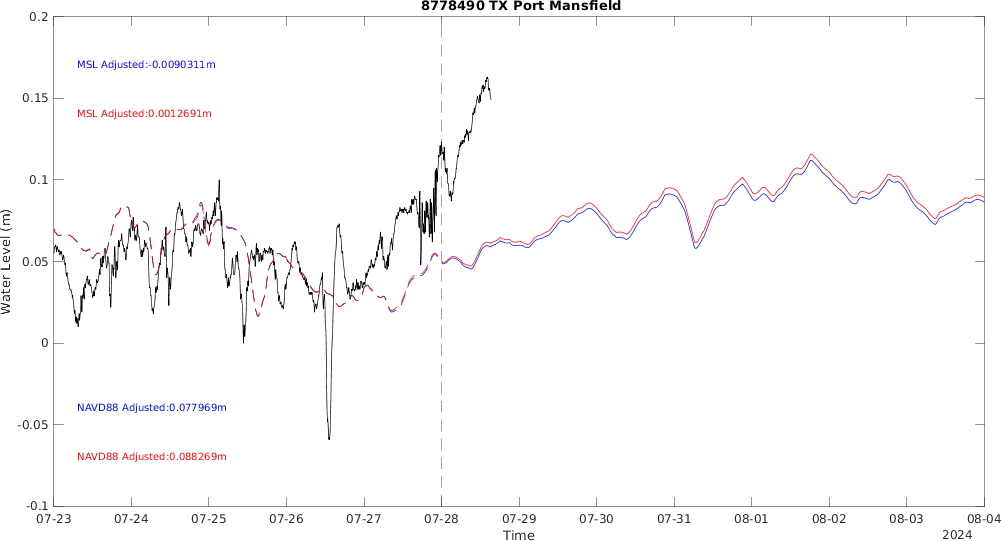 8778490 TX Port Mansfield
0.2
0.15
0.1
0.05
0
-0.05
-0.1
Water Level (m)
MSL Adjusted:-0.0090311m
MSL Adjusted:0.0012691m
NAVD88 Adjusted:0.077969m
NAVD88 Adjusted:0.088269m
07-23 07-24 07-25 07-26 07-27 07-28 07-29 07-30 07-31 08-01 08-02 08-03 08-04
Time
2024